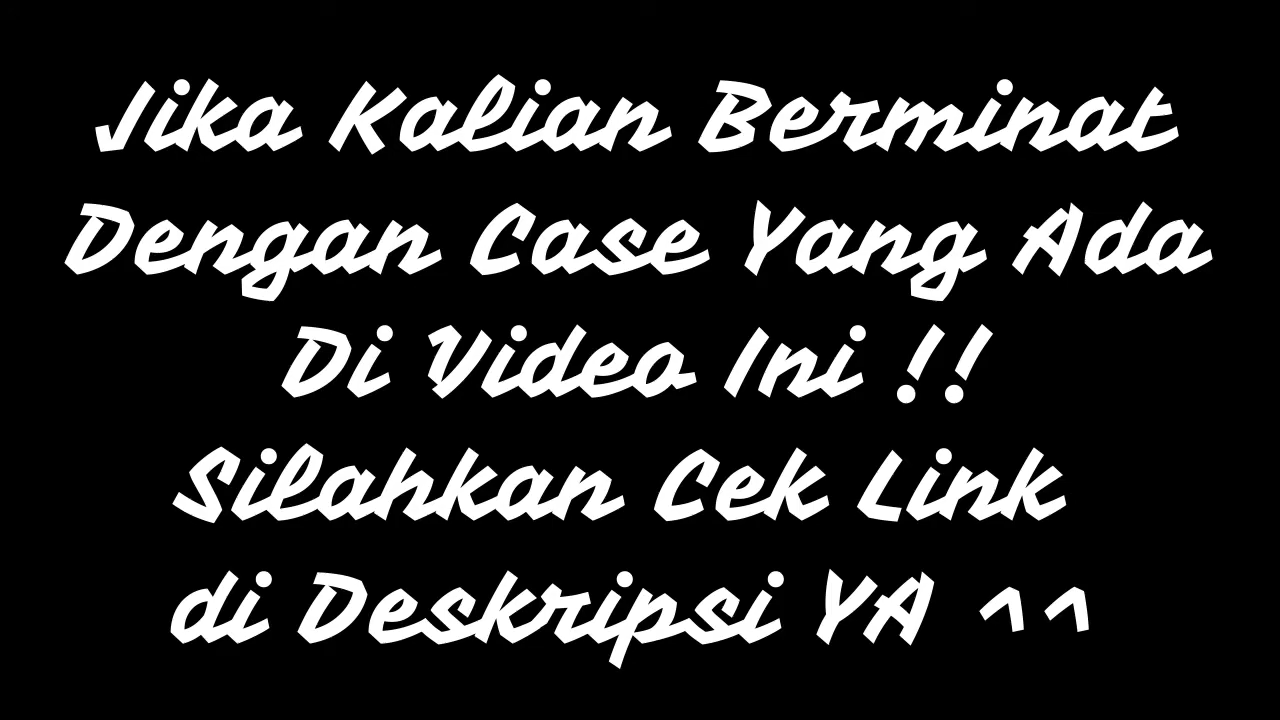 Jika Kalian Berminat
Dengan Case Yang Ada
Di Video Ini !!
Silahkan Cek Link
di Deskripsi YA ^^